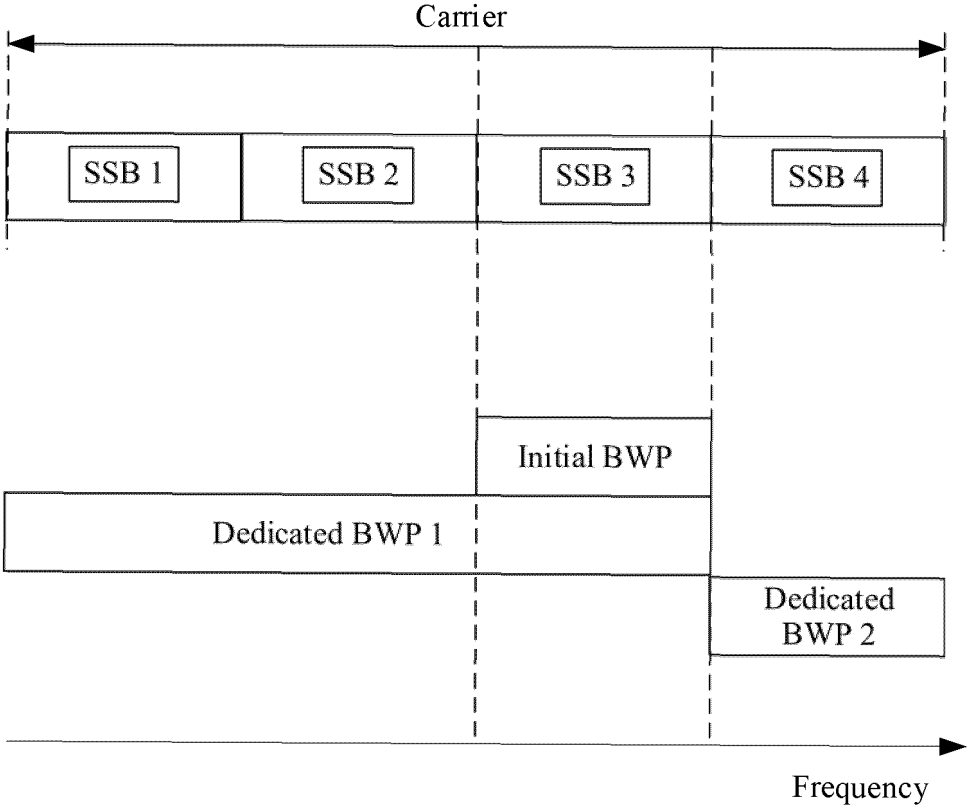 Carrier
SSB 1
SSB 2
SSB 3
SSB 4
Initial BWP
Dedicated BWP 1
Dedicated
BWP 2
Frequency